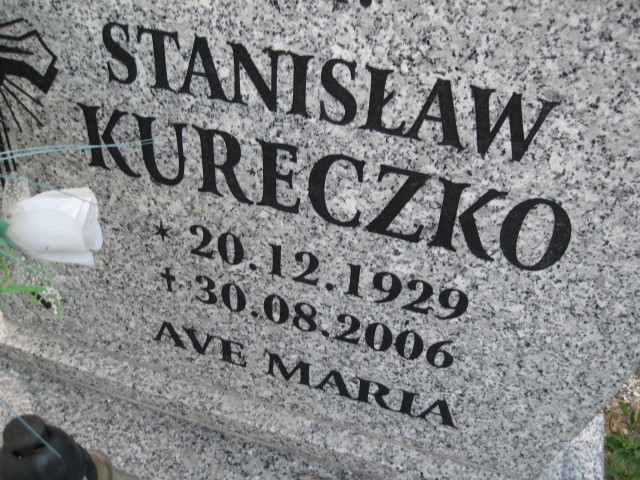 STANISŁAW
KURECZKO
* 20.12.1929
† 30.08.2006
AVE MARIA